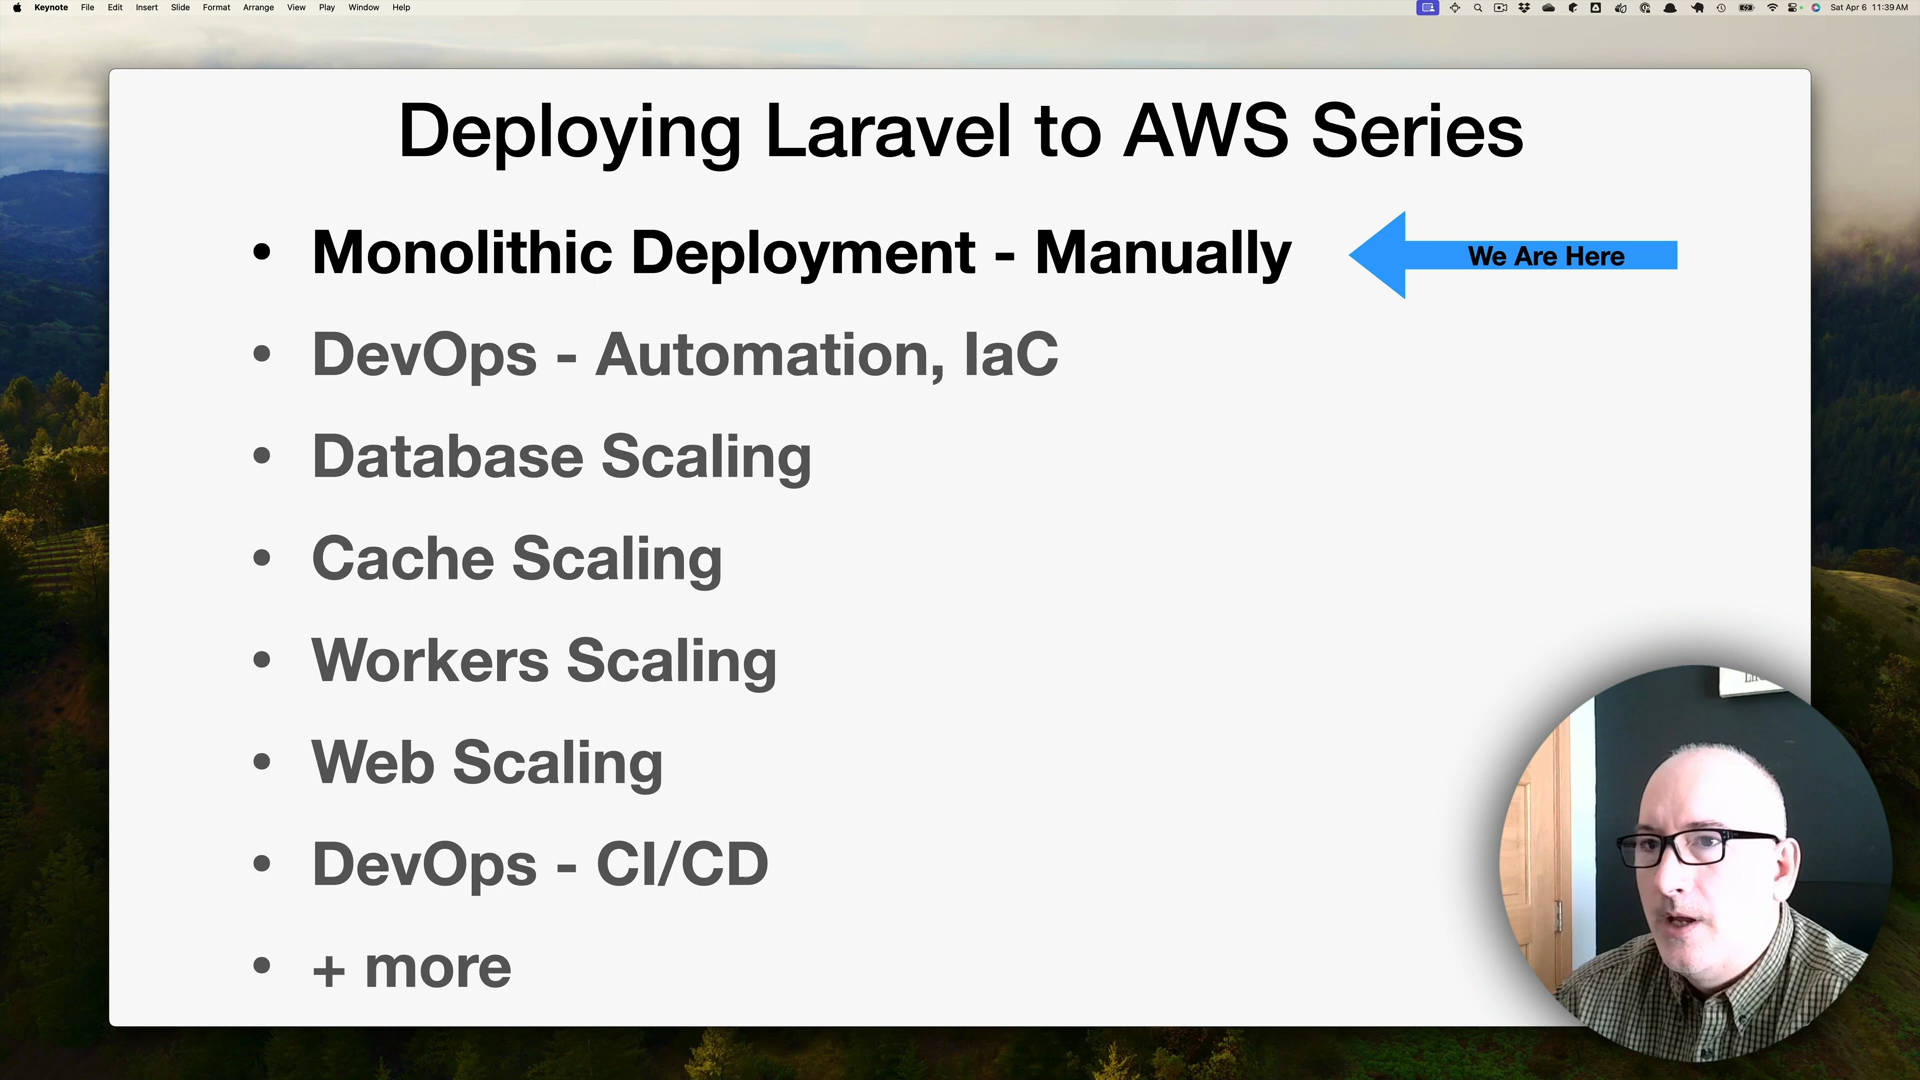 Keynote File Edit Insert Slide Format Arrange View Play Window Help
Sat Apr 6 11:39 AM
Deploying Laravel to AWS Series
• Monolithic Deployment - Manually
We Are Here
• DevOps - Automation, IaC
• Database Scaling
• Cache Scaling
• Workers Scaling
• Web Scaling
• DevOps - CI/CD
• + more